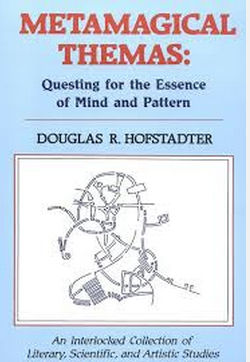 METAMAGICAL
THEMAS:
Questing for the Essence
of Mind and Pattern
DOUGLAS R. HOFSTADTER
An Interlocked Collection of
Literary, Scientific, and Artistic Studies